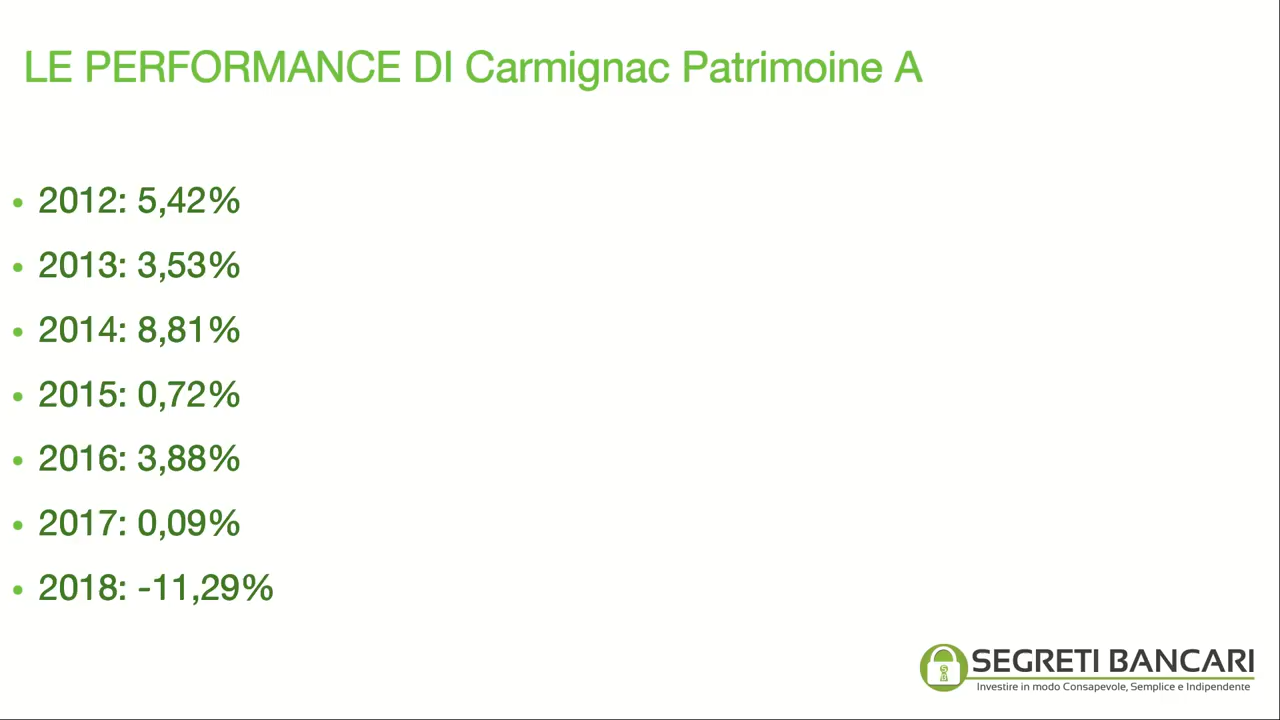 LE PERFORMANCE DI Carmignac Patrimoine A
• 2012: 5,42%
• 2013: 3,53%
• 2014: 8,81%
• 2015: 0,72%
• 2016: 3,88%
• 2017: 0,09%
• 2018: -11,29%
SEGRETI BANCARI
Investire in modo Consapevole, Semplice e Indipendente